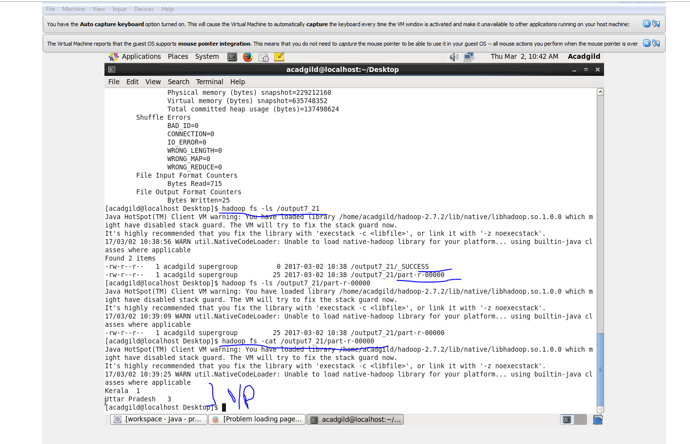 File Machine View Input Devices Help
You have the Auto capture keyboard option turned on. This will cause the Virtual Machine to automatically capture the keyboard every time the VM window is activated and make it unavailable to other applications running on your host machine:
The Virtual Machine reports that the guest OS supports mouse pointer integration. This means that you do not need to capture the mouse pointer to be able to use it in your guest OS -- all mouse actions you perform when the mouse pointer is over
Applications Places System Thu Mar 2, 10:42 AM Acadgild
acadgild@localhost:~/Desktop
File Edit View Search Terminal Help
Physical memory (bytes) snapshot=229212160
Virtual memory (bytes) snapshot=635748352
Total committed heap usage (bytes)=137498624
Shuffle Errors
BAD_ID=0
CONNECTION=0
IO_ERROR=0
WRONG_LENGTH=0
WRONG_MAP=0
WRONG_REDUCE=0
File Input Format Counters
Bytes Read=715
File Output Format Counters
Bytes Written=25
[acadgild@localhost Desktop]$ hadoop fs -ls /output7_21
Java HotSpot(TM) Client VM warning: You have loaded library /home/acadgild/hadoop-2.7.2/lib/native/libhadoop.so.1.0.0 which m
ight have disabled stack guard. The VM will try to fix the stack guard now.
It's highly recommended that you fix the library with 'execstack -c <libfile>', or link it with '-z noexecstack'.
17/03/02 10:38:56 WARN util.NativeCodeLoader: Unable to load native-hadoop library for your platform... using builtin-java cl
asses where applicable
Found 2 items
-rw-r--r-- 1 acadgild supergroup 0 2017-03-02 10:38 /output7_21/_SUCCESS
-rw-r--r-- 1 acadgild supergroup 25 2017-03-02 10:38 /output7_21/part-r-00000
[acadgild@localhost Desktop]$ hadoop fs -ls /output7_21/part-r-00000
Java HotSpot(TM) Client VM warning: You have loaded library /home/acadgild/hadoop-2.7.2/lib/native/libhadoop.so.1.0.0 which m
ight have disabled stack guard. The VM will try to fix the stack guard now.
It's highly recommended that you fix the library with 'execstack -c <libfile>', or link it with '-z noexecstack'.
17/03/02 10:39:09 WARN util.NativeCodeLoader: Unable to load native-hadoop library for your platform... using builtin-java cl
asses where applicable
-rw-r--r-- 1 acadgild supergroup 25 2017-03-02 10:38 /output7_21/part-r-00000
[acadgild@localhost Desktop]$ hadoop fs -cat /output7_21/part-r-00000
Java HotSpot(TM) Client VM warning: You have loaded library /home/acadgild/hadoop-2.7.2/lib/native/libhadoop.so.1.0.0 which m
ight have disabled stack guard. The VM will try to fix the stack guard now.
It's highly recommended that you fix the library with 'execstack -c <libfile>', or link it with '-z noexecstack'.
17/03/02 10:39:25 WARN util.NativeCodeLoader: Unable to load native-hadoop library for your platform... using builtin-java cl
asses where applicable
Kerala 1
Uttar Pradesh 3
[acadgild@localhost Desktop]$
[workspace - Java - pr... [Problem loading page... acadgild@localhost:~/...